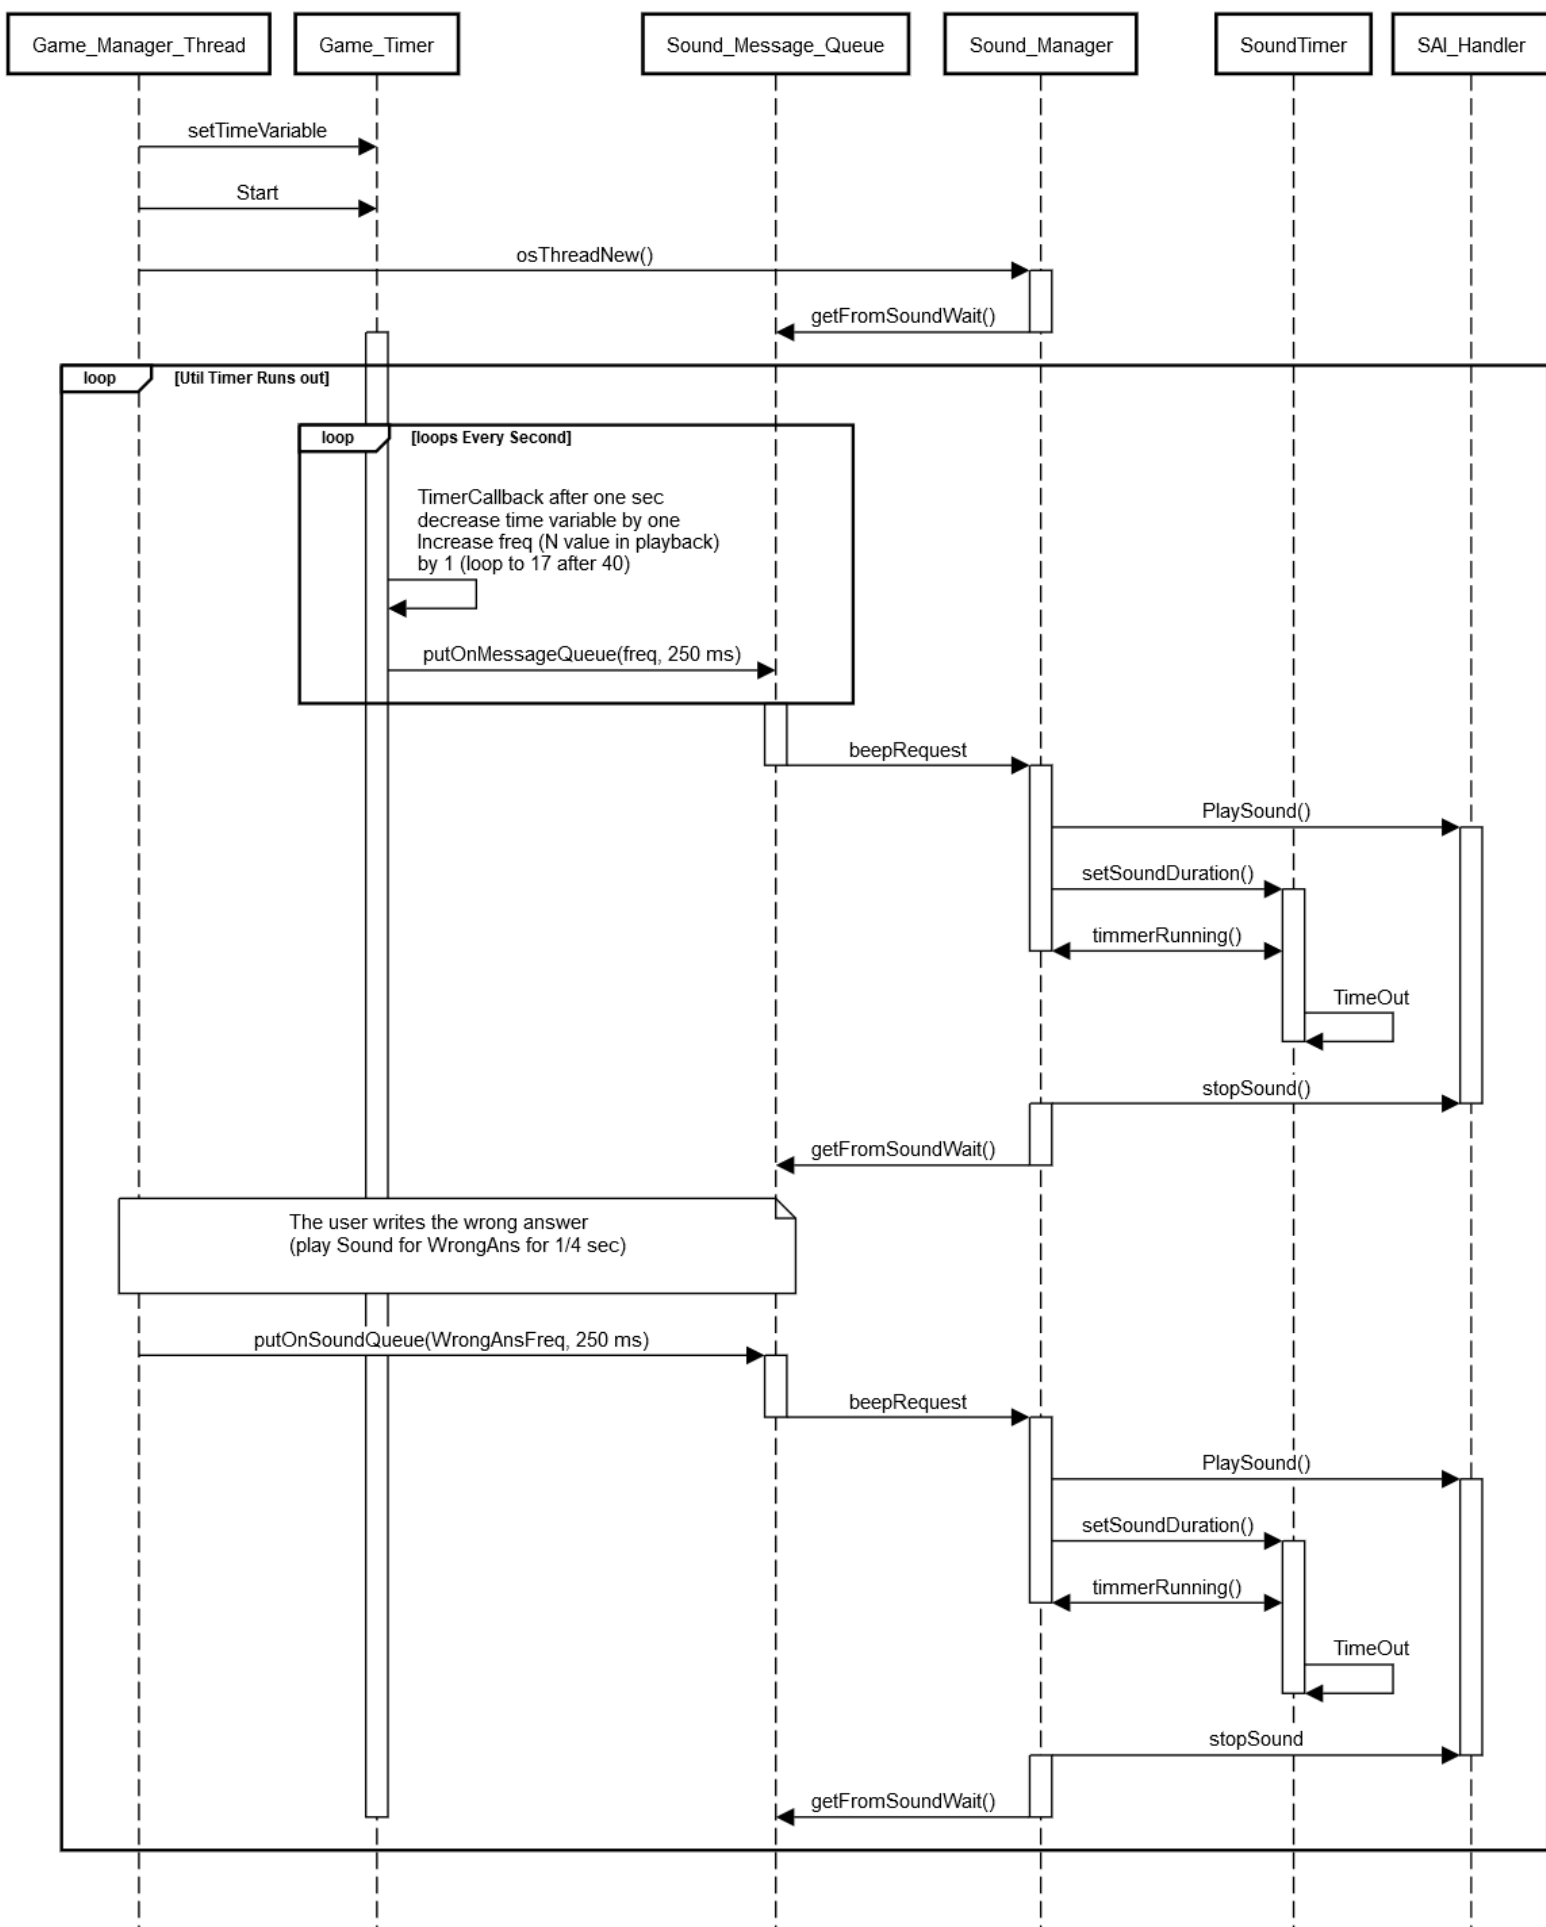 Game_Manager_Thread
Game_Timer
Sound_Message_Queue
Sound_Manager
SoundTimer
SAI_Handler
setTimeVariable
Start
osThreadNew()
getFromSoundWait()
loop
[Util Timer Runs out]
loop
[loops Every Second]
TimerCallback after one sec
decrease time variable by one
Increase freq (N value in playback)
by 1 (loop to 17 after 40)
putOnMessageQueue(freq, 250 ms)
beepRequest
PlaySound()
setSoundDuration()
timmerRunning()
TimeOut
stopSound()
getFromSoundWait()
The user writes the wrong answer
(play Sound for WrongAns for 1/4 sec)
putOnSoundQueue(WrongAnsFreq, 250 ms)
beepRequest
PlaySound()
setSoundDuration()
timmerRunning()
TimeOut
stopSound
getFromSoundWait()